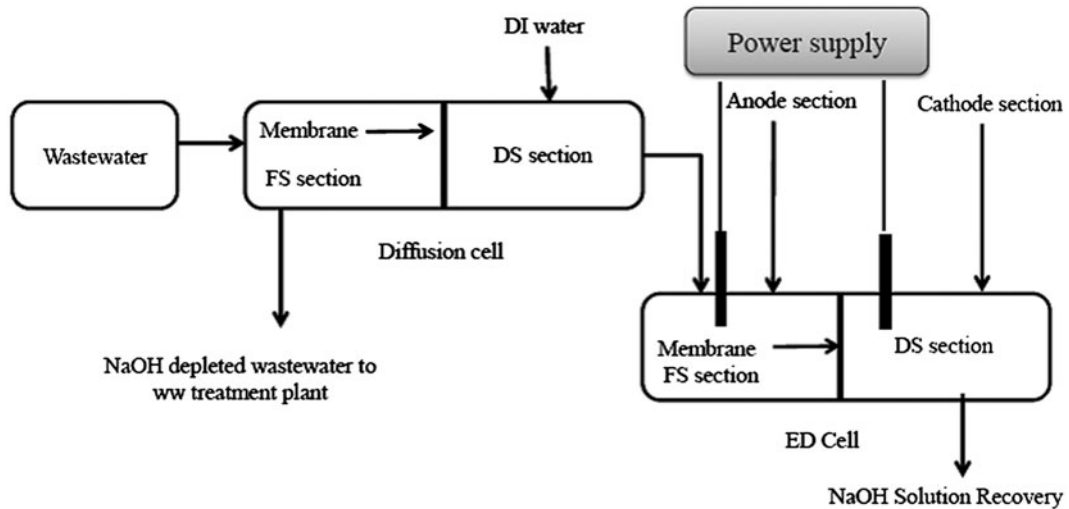 DI water
Power supply
Anode section
Cathode section
Wastewater
Membrane
FS section
DS section
Diffusion cell
NaOH depleted wastewater to
ww treatment plant
Membrane
FS section
DS section
ED Cell
NaOH Solution Recovery